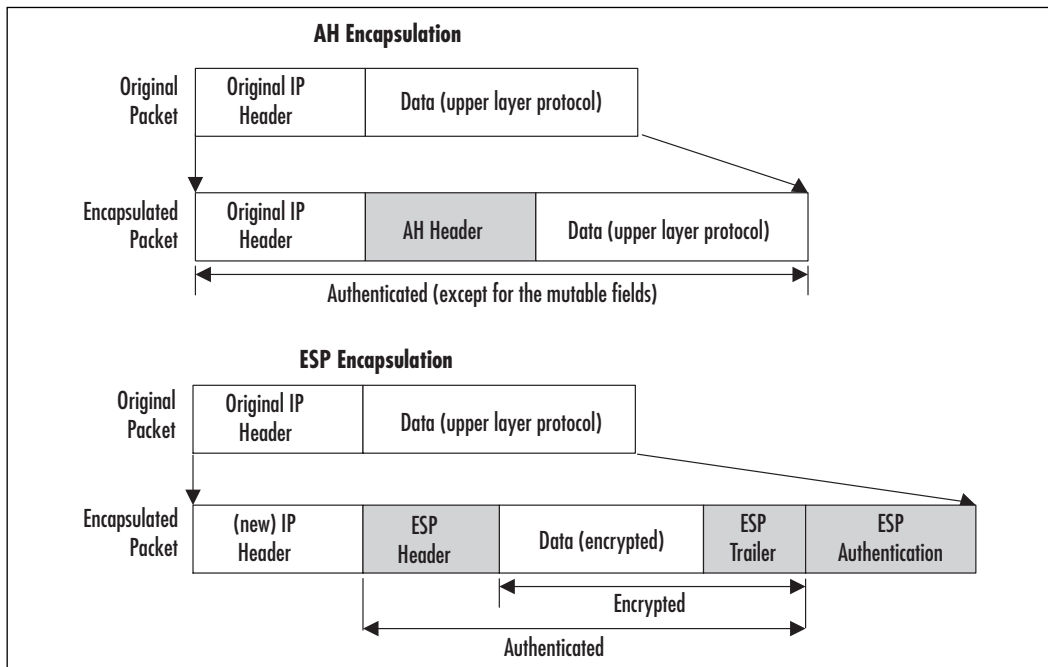 AH Encapsulation
Original
Packet
Original IP
Header
Data (upper layer protocol)
Encapsulated
Packet
Original IP
Header
AH Header
Data (upper layer protocol)
Authenticated (except for the mutable fields)
ESP Encapsulation
Original
Packet
Original IP
Header
Data (upper layer protocol)
Encapsulated
Packet
(new) IP
Header
ESP
Header
Data (encrypted)
ESP
Trailer
ESP
Authentication
Encrypted
Authenticated